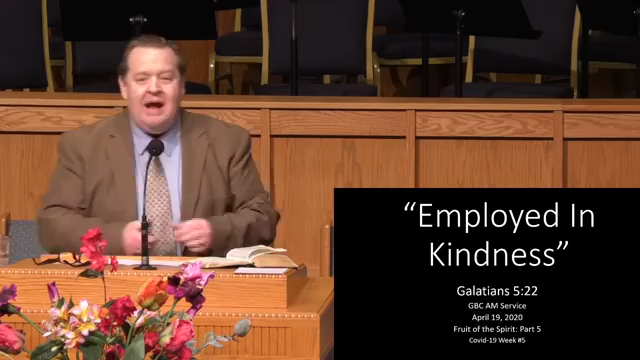 “Employed In
Kindness”
Galatians 5:22
GBC AM Service
April 19, 2020
Fruit of the Spirit: Part 5
Covid-19 Week #5